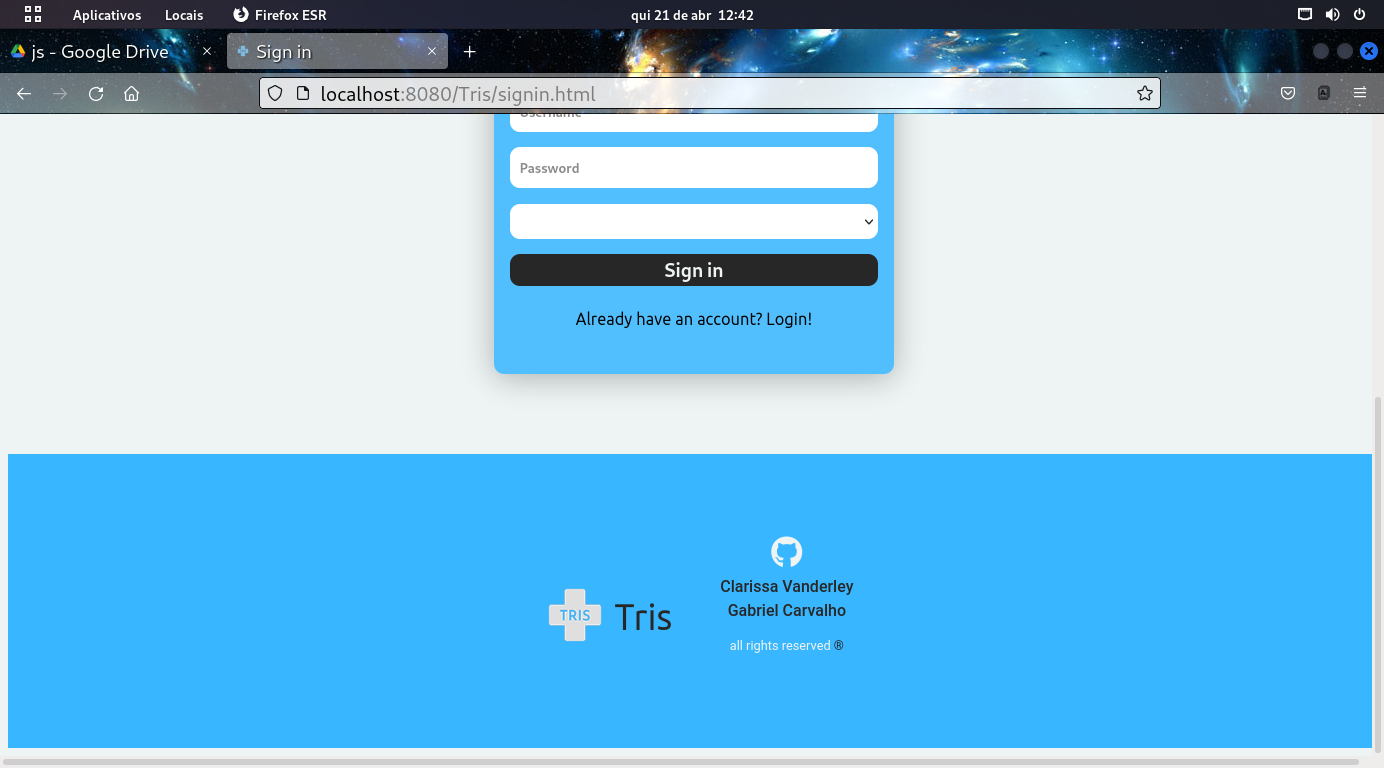 Aplicativos Locais Firefox ESR qui 21 de abr 12:42
js - Google Drive Sign in
localhost:8080/Tris/signin.html
Username
Password
Sign in
Already have an account? Login!
Clarissa Vanderley
Gabriel Carvalho
TRIS Tris
all rights reserved ®